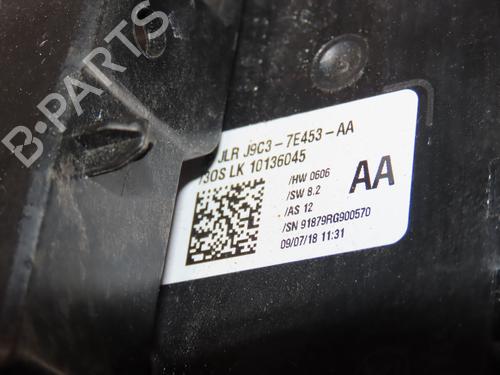 B-PARTS
JLR J9C3-7E453-AA
/3OS LK 10136045
/HW 0606
/SW 8.2
/AS 12
/SN 91879RG900570
09/07/18 11:31
AA